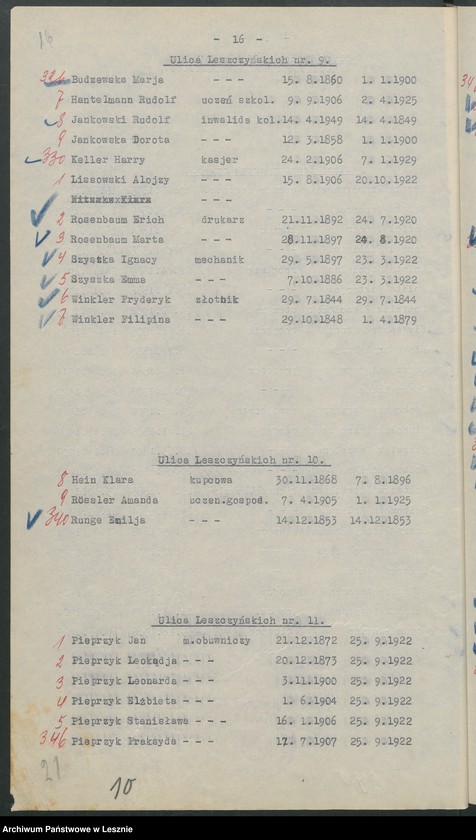 16
- 16 -
Ulica Leszczyńskich nr. 9.
326 Budzewska Marja - - - 15. 8.1860 1. 1.1900
7 Hantelmann Rudolf uczeń szkol. 9. 9.1906 2. 4.1925
8 Jankowski Rudolf inwalida kol. 14. 4.1949 14. 4.1849
9 Jankowska Dorota - - - 12. 3.1858 1. 1.1900
330 Keller Harry kasjer 24. 2.1906 7. 1.1929
1 Lissowski Alojzy - - - 15. 8.1906 20.10.1922
- - -
2 Rosenbaum Erich drukarz 21.11.1892 24. 7.1920
3 Rosenbaum Marta - - - 28.11.1897 24. 8.1920
4 Szyszka Ignacy mechanik 29. 5.1897 23. 3.1922
5 Szyszka Emma - - - 7.10.1886 23. 3.1922
6 Winkler Fryderyk złotnik 29. 7.1844 29. 7.1844
7 Winkler Filipina - - - 29.10.1848 1. 4.1879
Ulica Leszczyńskich nr. 10.
8 Hein Klara kupcowa 30.11.1868 7. 8.1896
9 Rössler Amanda uczen.gospod. 7. 4.1905 1. 1.1925
340 Runge Emilja - - - 14.12.1853 14.12.1853
Ulica Leszczyńskich nr. 11.
1 Pieprzyk Jan m.obuwniczy 21.12.1872 25. 9.1922
2 Pieprzyk Leokadja - - - 20.12.1873 25. 9.1922
3 Pieprzyk Leonarda - - - 3.11.1900 25. 9.1922
4 Pieprzyk Elżbieta - - - 1. 6.1904 25. 9.1922
5 Pieprzyk Stanisława - - - 16. 1.1906 25. 9.1922
346 Pieprzyk Praksyda - - - 17. 7.1907 25. 9.1922
21
10
Archiwum Państwowe w Lesznie